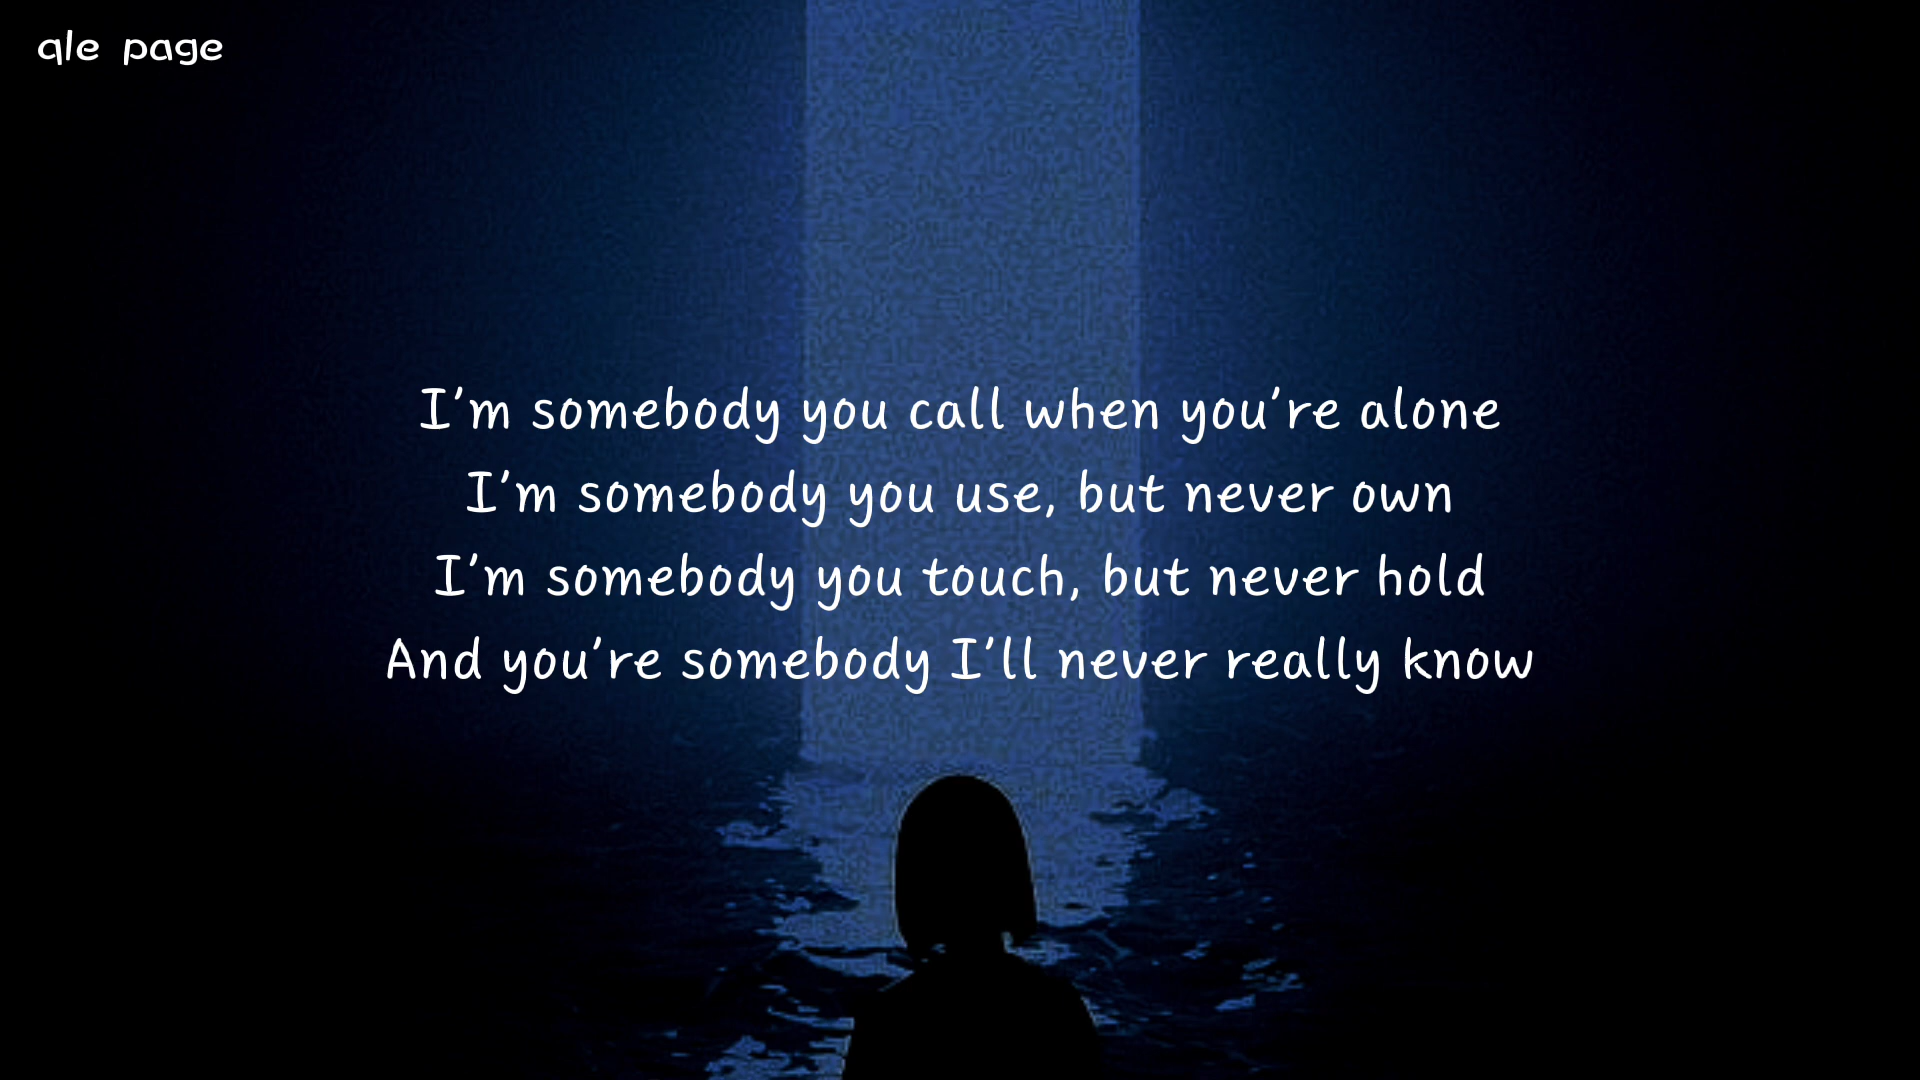 qle page
I'm somebody you call when you're alone
I'm somebody you use, but never own
I'm somebody you touch, but never hold
And you're somebody I'll never really know